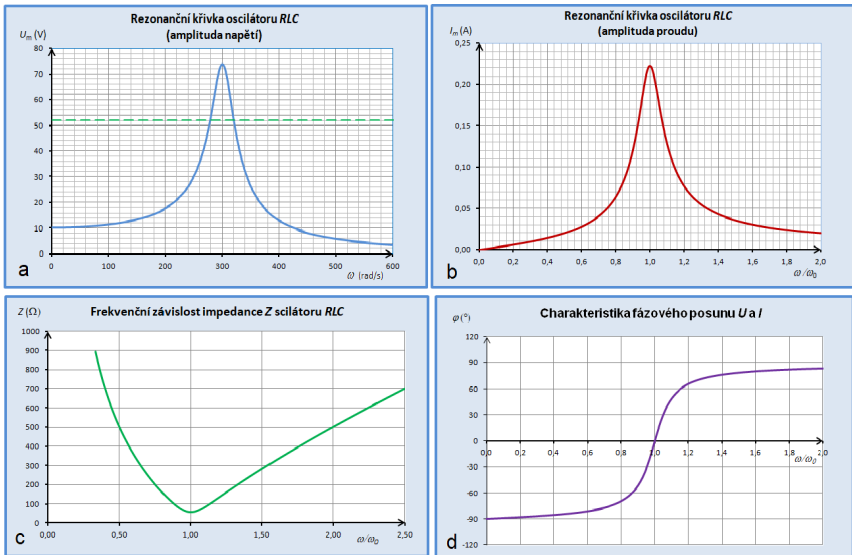 Rezonanční křivka oscilátoru RLC
(amplituda napětí)
Um (V)
80
70
60
50
40
30
20
10
0
0 100 200 300 400 500 600
ω (rad/s)
a
Rezonanční křivka oscilátoru RLC
(amplituda proudu)
Im (A)
0,25
0,20
0,15
0,10
0,05
0,00
0,0 0,2 0,4 0,6 0,8 1,0 1,2 1,4 1,6 1,8 2,0
ω/ω0
b
Frekvenční závislost impedance Z scilátoru RLC
Z (Ω)
1000
900
800
700
600
500
400
300
200
100
0
0,00 0,50 1,00 1,50 2,00 2,50
ω/ω0
c
Charakteristika fázového posunu U a I
φ (°)
120
90
60
30
0
-30
-60
-90
-120
0,0 0,2 0,4 0,6 0,8 1,0 1,2 1,4 1,6 1,8 2,0
ω/ω0
d